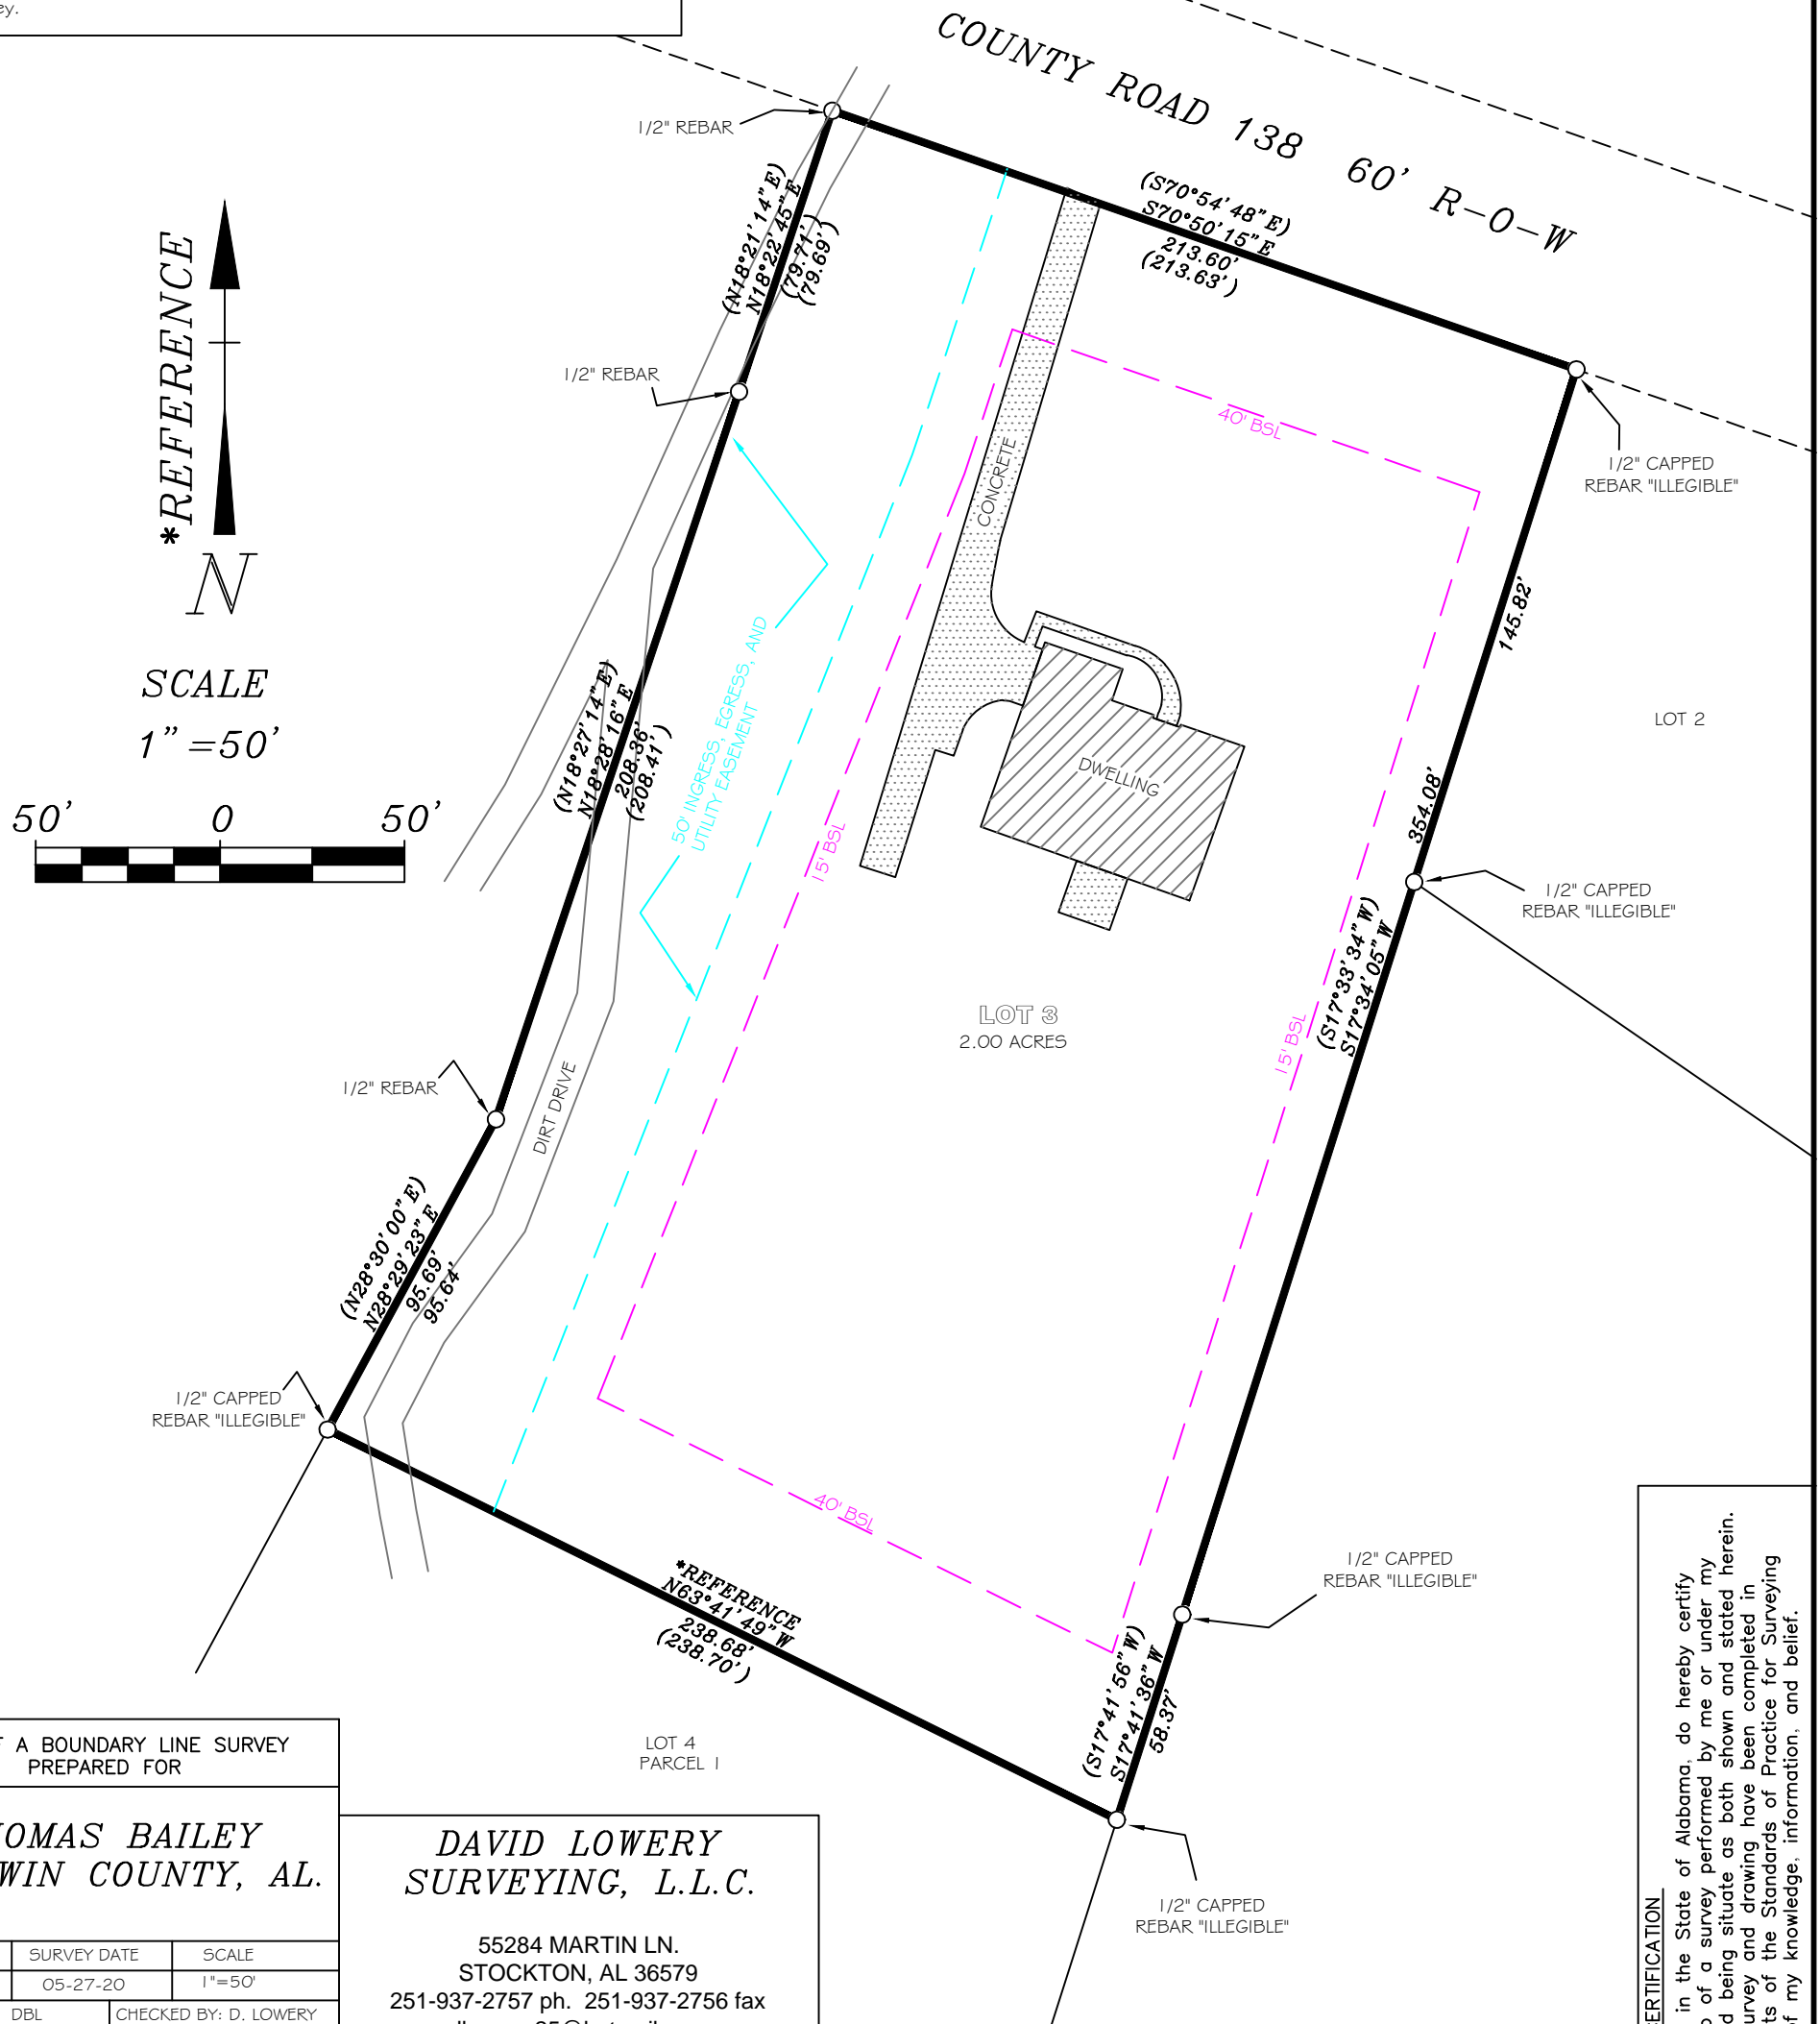 ey.
COUNTY ROAD 138 60' R-O-W
1/2" REBAR
(N18°21'14"E)
N18°22'45"E
(79.71')
(79.69')
(S70°54'48"E)
S70°50'15"E
213.60'
(213.63')
*REFERENCE
N
SCALE
1"=50'
50' 0 50'
1/2" REBAR
40' BSL
1/2" CAPPED
REBAR "ILLEGIBLE"
CONCRETE
145.82'
(N18°27'14"E)
N18°28'16"E
208.36'
(208.41')
50' INGRESS, EGRESS, AND
UTILITY EASEMENT
LOT 2
DWELLING
15' BSL
354.08'
1/2" CAPPED
REBAR "ILLEGIBLE"
(S17°33'34"W)
S17°34'05"W
LOT 3
2.00 ACRES
15' BSL
1/2" REBAR
DIRT DRIVE
(N28°30'00"E)
N28°29'23"E
95.69'
95.64'
1/2" CAPPED
REBAR "ILLEGIBLE"
40' BSL
*REFERENCE
N63°41'49"W
238.68'
(238.70')
1/2" CAPPED
REBAR "ILLEGIBLE"
(S17°41'56"W)
S17°41'36"W
58.37'
LOT 4
PARCEL 1
1/2" CAPPED
REBAR "ILLEGIBLE"
A BOUNDARY LINE SURVEY
PREPARED FOR
OMAS BAILEY
WIN COUNTY, AL.
SURVEY DATE SCALE
05-27-20 1"=50'
DBL CHECKED BY: D. LOWERY
DAVID LOWERY
SURVEYING, L.L.C.
55284 MARTIN LN.
STOCKTON, AL 36579
251-937-2757 ph. 251-937-2756 fax
ERTIFICATION
in the State of Alabama, do hereby certify
of a survey performed by me or under my
d being situate as both shown and stated herein.
urvey and drawing have been completed in
ts of the Standards of Practice for Surveying
of my knowledge, information, and belief.